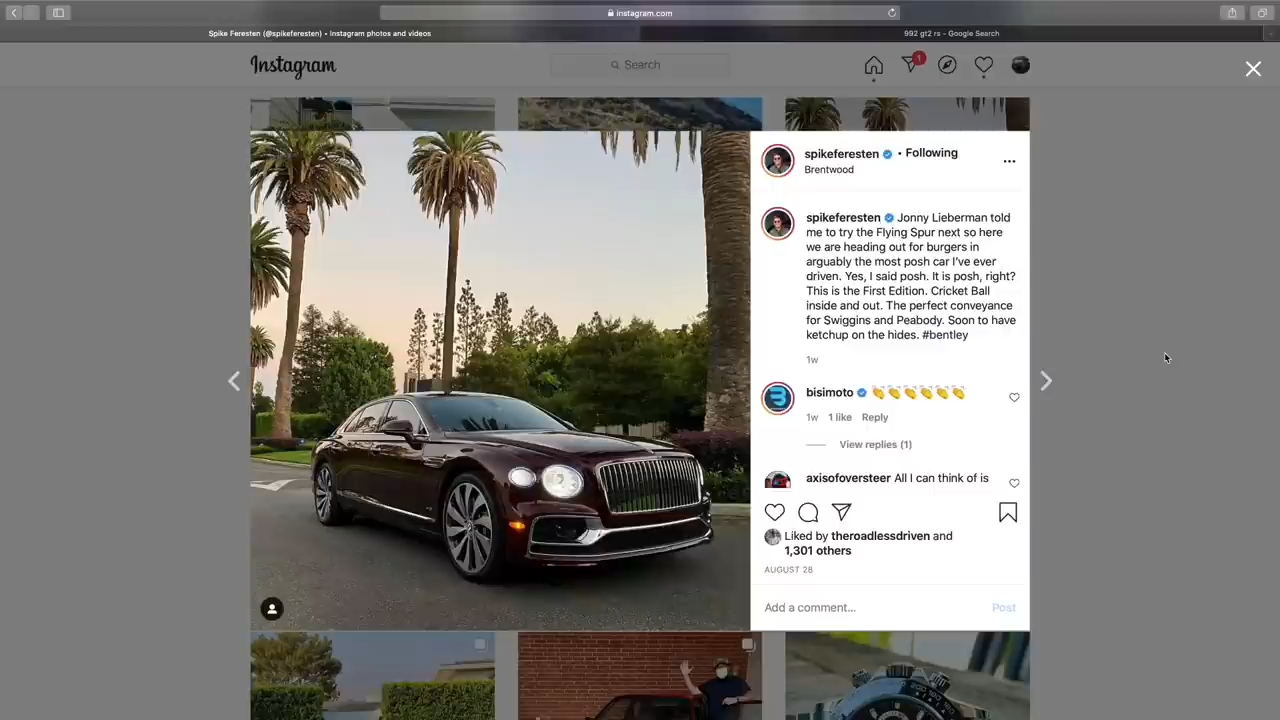 instagram.com
Spike Feresten (@spikeferesten) • Instagram photos and videos
992 gt2 rs - Google Search
Instagram
Search
1
spikeferesten • Following
Brentwood
spikeferesten Jonny Lieberman told
me to try the Flying Spur next so here
we are heading out for burgers in
arguably the most posh car I've ever
driven. Yes, I said posh. It is posh, right?
This is the First Edition. Cricket Ball
inside and out. The perfect conveyance
for Swiggins and Peabody. Soon to have
ketchup on the hides. #bentley
1w
bisimoto 👏👏👏👏👏👏
1w 1 like Reply
View replies (1)
axisofoversteer All I can think of is
Liked by theroadlessdriven and
1,301 others
AUGUST 28
Add a comment... Post